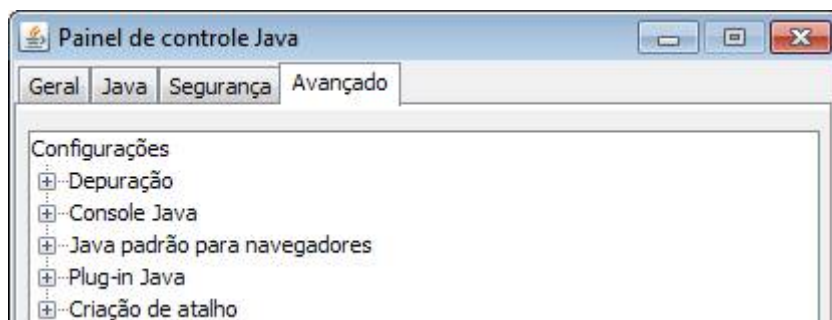 Painel de controle Java
Geral Java Segurança Avançado
Configurações
Depuração
Console Java
Java padrão para navegadores
Plug-in Java
Criação de atalho